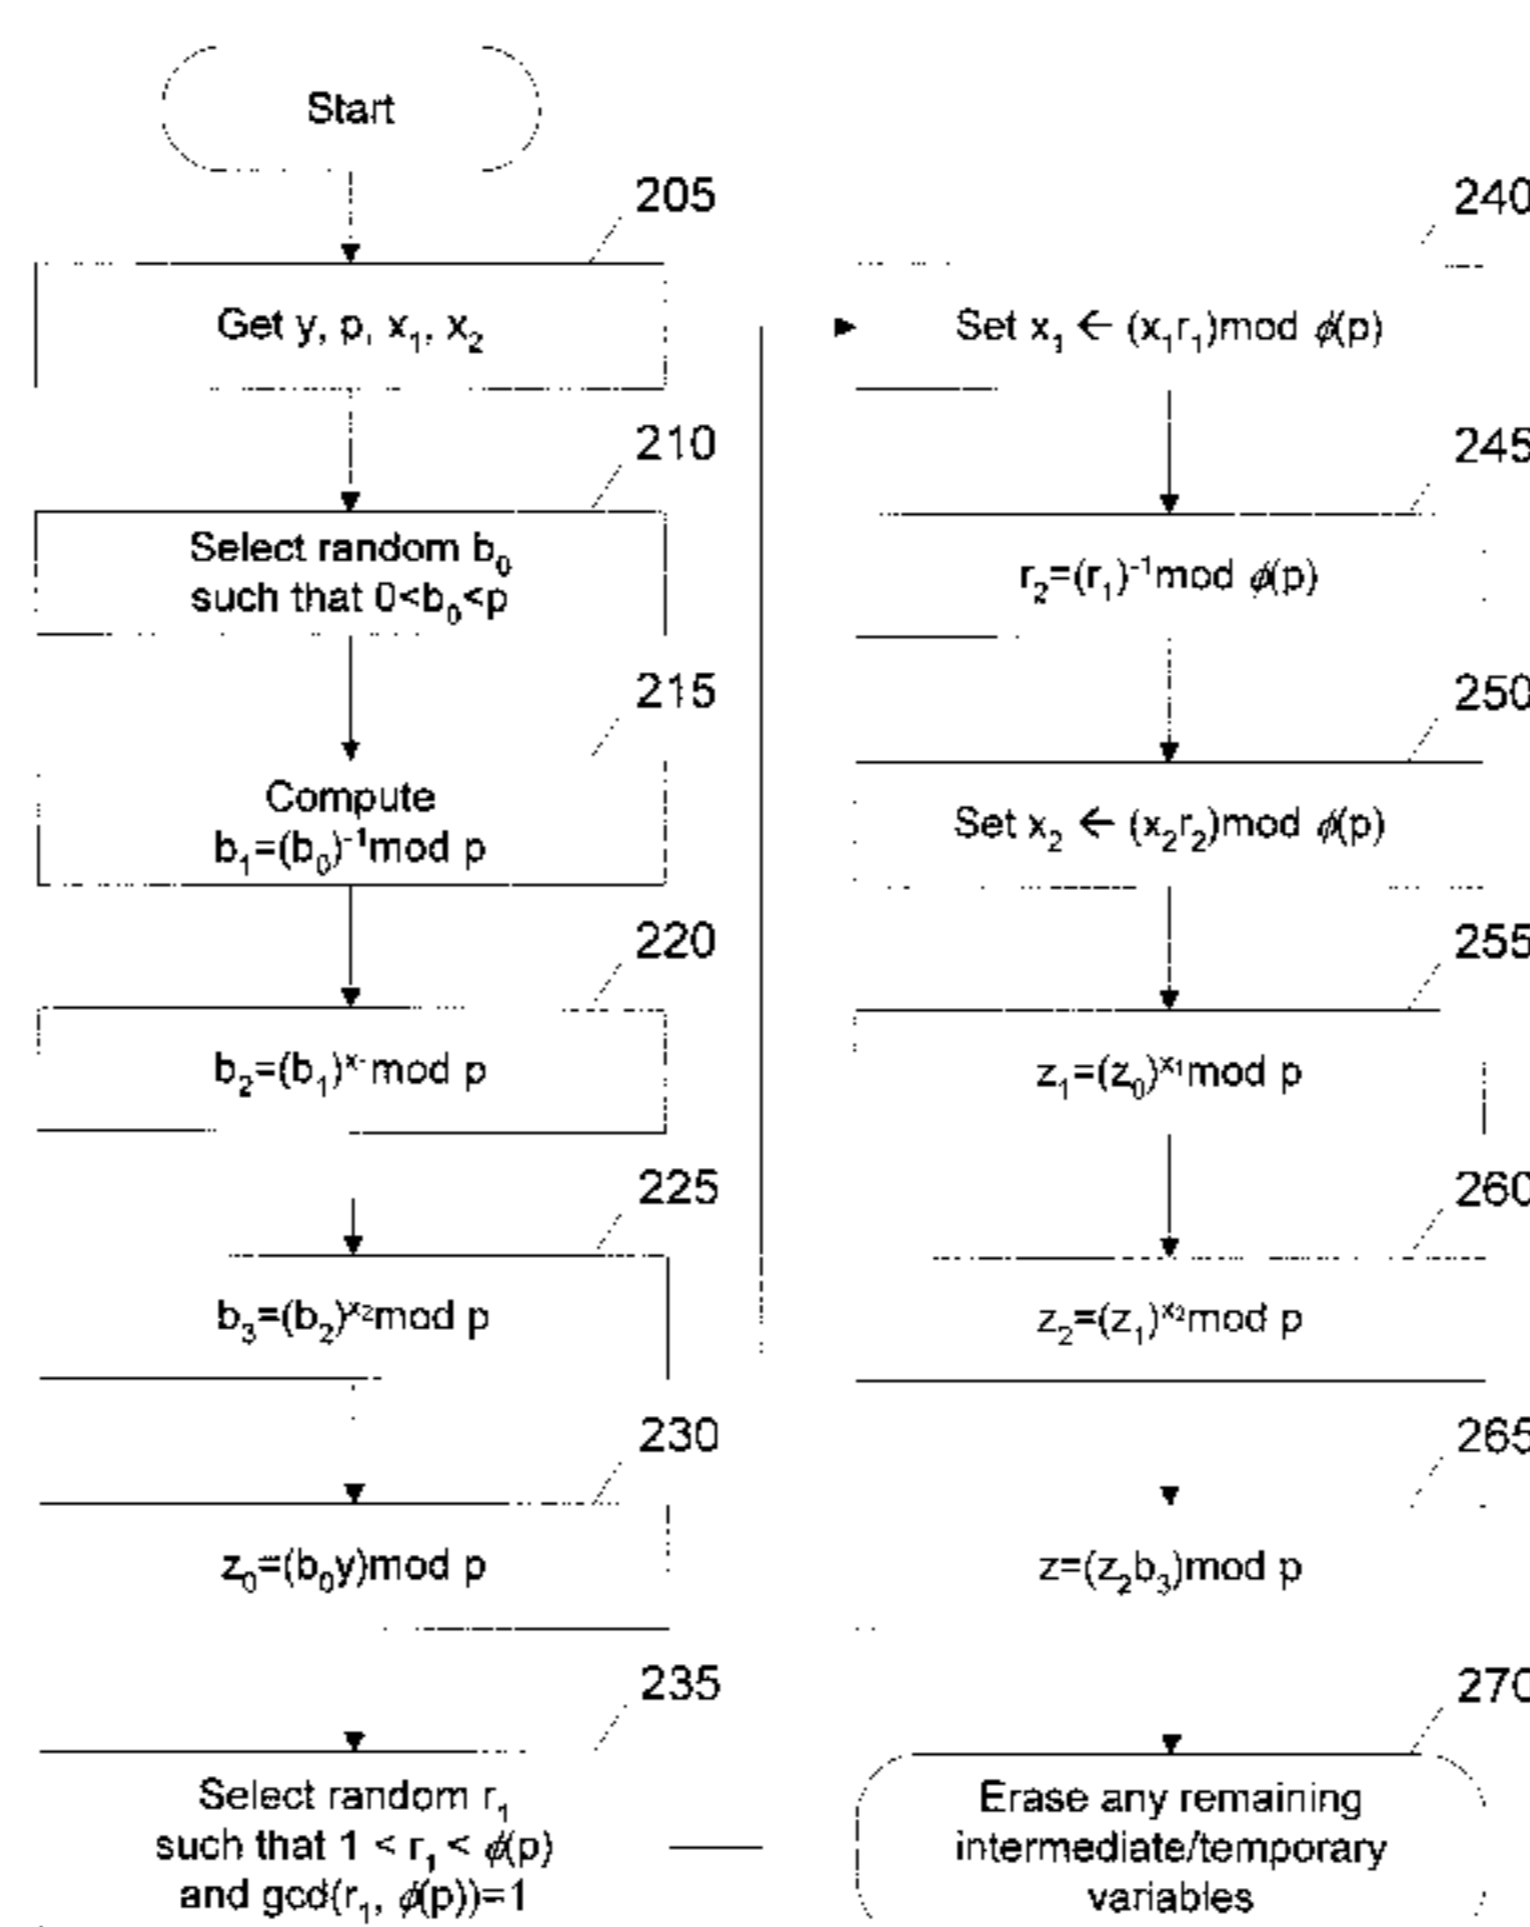 Start
205
Get y, p, x₁, x₂
210
Select random b₀
such that 0<b₀<p
215
Compute
b₁=(b₀)⁻¹mod p
220
b₂=(b₁)ˣ⁻mod p
225
b₃=(b₂)ˣ²mod p
230
z₀=(b₀y)mod p
235
Select random r₁
such that 1 < r₁ < ϕ(p)
and gcd(r₁, ϕ(p))=1
240
Set x₁ ← (x₁r₁)mod ϕ(p)
245
r₂=(r₁)⁻¹mod ϕ(p)
250
Set x₂ ← (x₂r₂)mod ϕ(p)
255
z₁=(z₀)ˣ¹mod p
260
z₂=(z₁)ˣ²mod p
265
z=(z₂b₃)mod p
270
Erase any remaining
intermediate/temporary
variables